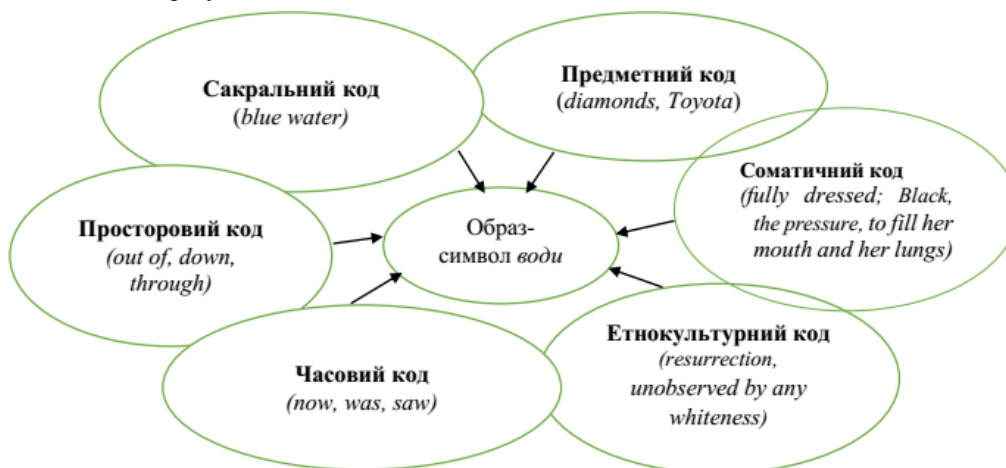 Сакральний код
(blue water)
Предметний код
(diamonds, Toyota)
Соматичний код
(fully dressed; Black,
the pressure, to fill her
mouth and her lungs)
Просторовий код
(out of, down,
through)
Образ-
символ води
Часовий код
(now, was, saw)
Етнокультурний код
(resurrection,
unobserved by any
whiteness)